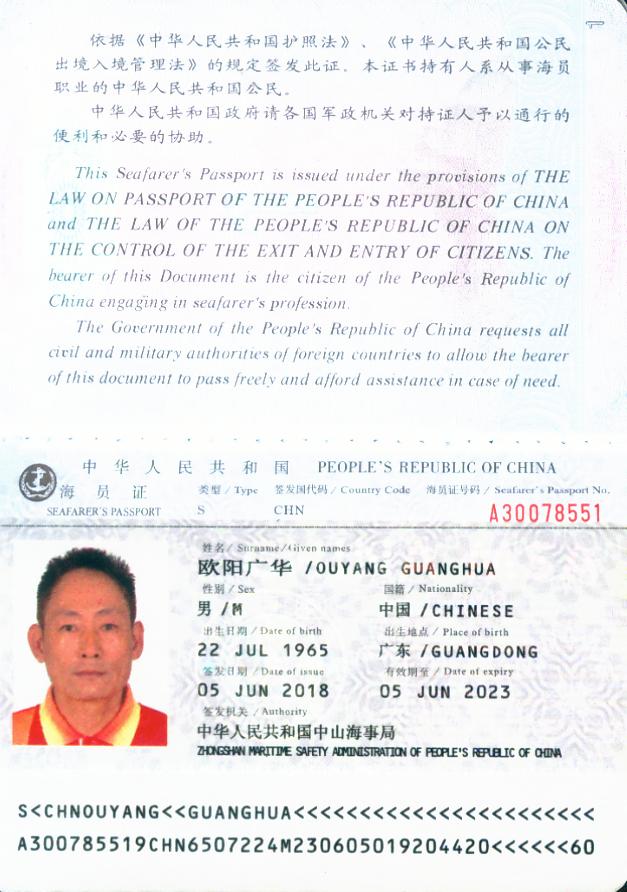 1
依据《中华人民共和国护照法》、《中华人民共和国公民
出境入境管理法》的规定签发此证。本证书持有人系从事海员
职业的中华人民共和国公民。
中华人民共和国政府请各国军政机关对持证人予以通行的
便利和必要的协助。
This Seafarer's Passport is issued under the provisions of THE
LAW ON PASSPORT OF THE PEOPLE'S REPUBLIC OF CHINA
and THE LAW OF THE PEOPLE'S REPUBLIC OF CHINA ON
THE CONTROL OF THE EXIT AND ENTRY OF CITIZENS. The
bearer of this Document is the citizen of the People's Republic of
China engaging in seafarer's profession.
The Government of the People's Republic of China requests all
civil and military authorities of foreign countries to allow the bearer
of this document to pass freely and afford assistance in case of need.
中华人民共和国 PEOPLE'S REPUBLIC OF CHINA
海员证 类型 / Type 签发国代码 / Country Code 海员证号码 / Seafarer's Passport No.
SEAFARER'S PASSPORT S CHN A30078551
姓名 / Surname/Given names
欧阳广华 /OUYANG GUANGHUA
性别 / Sex 国籍 / Nationality
男 /M 中国 /CHINESE
出生日期 / Date of birth 出生地点 / Place of birth
22 JUL 1965 广东 /GUANGDONG
签发日期 / Date of issue 有效期至 / Date of expiry
05 JUN 2018 05 JUN 2023
签发机关 / Authority
中华人民共和国中山海事局
ZHONGSHAN MARITIME SAFETY ADMINISTRATION OF PEOPLE'S REPUBLIC OF CHINA
S<CHNOUYANG<<GUANGHUA<<<<<<<<<<<<<<<<<<<<<<<
A300785519CHN6507224M230605019204420<<<<<<60